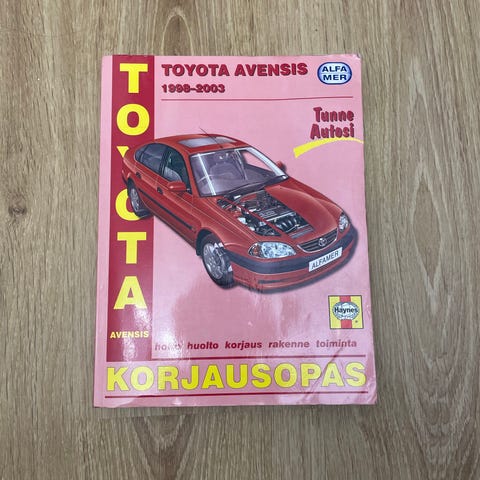 TOYOTA
AVENSIS
TOYOTA AVENSIS
1998-2003
ALFA
MER
Tunne
Autosi
ALFAMER
Haynes
hoito huolto korjaus rakenne toiminta
KORJAUSOPAS